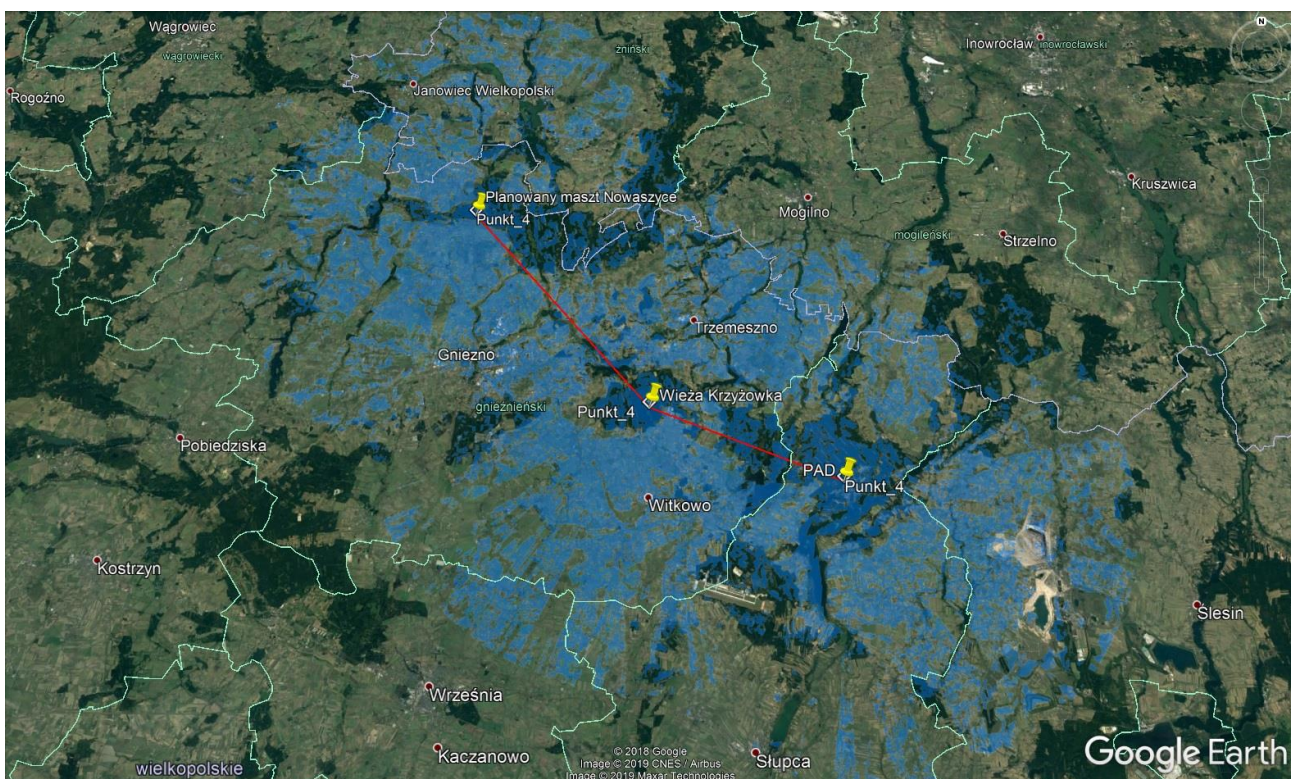 Wągrowiec
wągrowiecki
żniński
Inowrocław
inowrocławski
N
Rogoźno
Janowiec Wielkopolski
Kruszwica
Planowany maszt Nowaszyce
Punkt_4
Mogilno
mogileński
Strzelno
Trzemeszno
Gniezno
Wieża Krzyżówka
Punkt_4
gnieźnieński
Pobiedziska
PAD
Punkt_4
Witkowo
Kostrzyn
Ślesin
Września
Kaczanowo
Słupca
wielkopolskie
© 2018 Google
Image © 2019 CNES / Airbus
Image © 2019 Maxar Technologies
Google Earth